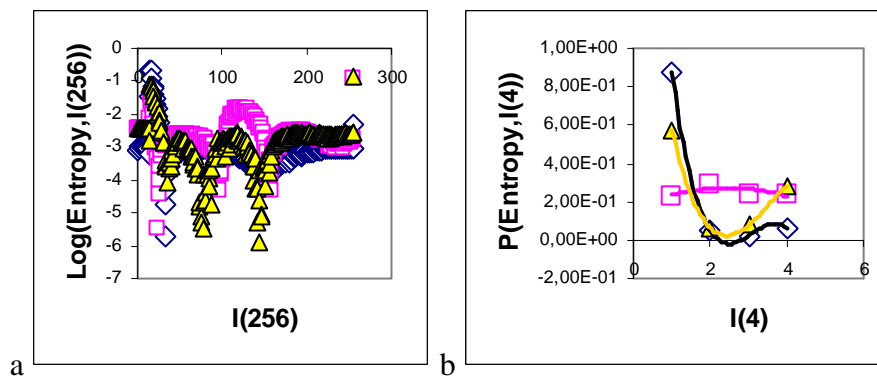 Log(Entropy,I(256))
0
-1
-2
-3
-4
-5
-6
-7
0 100 200 300
I(256)
a
P(Entropy,I(4))
1,00E+00
8,00E-01
6,00E-01
4,00E-01
2,00E-01
0,00E+00
-2,00E-01
0 2 4 6
I(4)
b